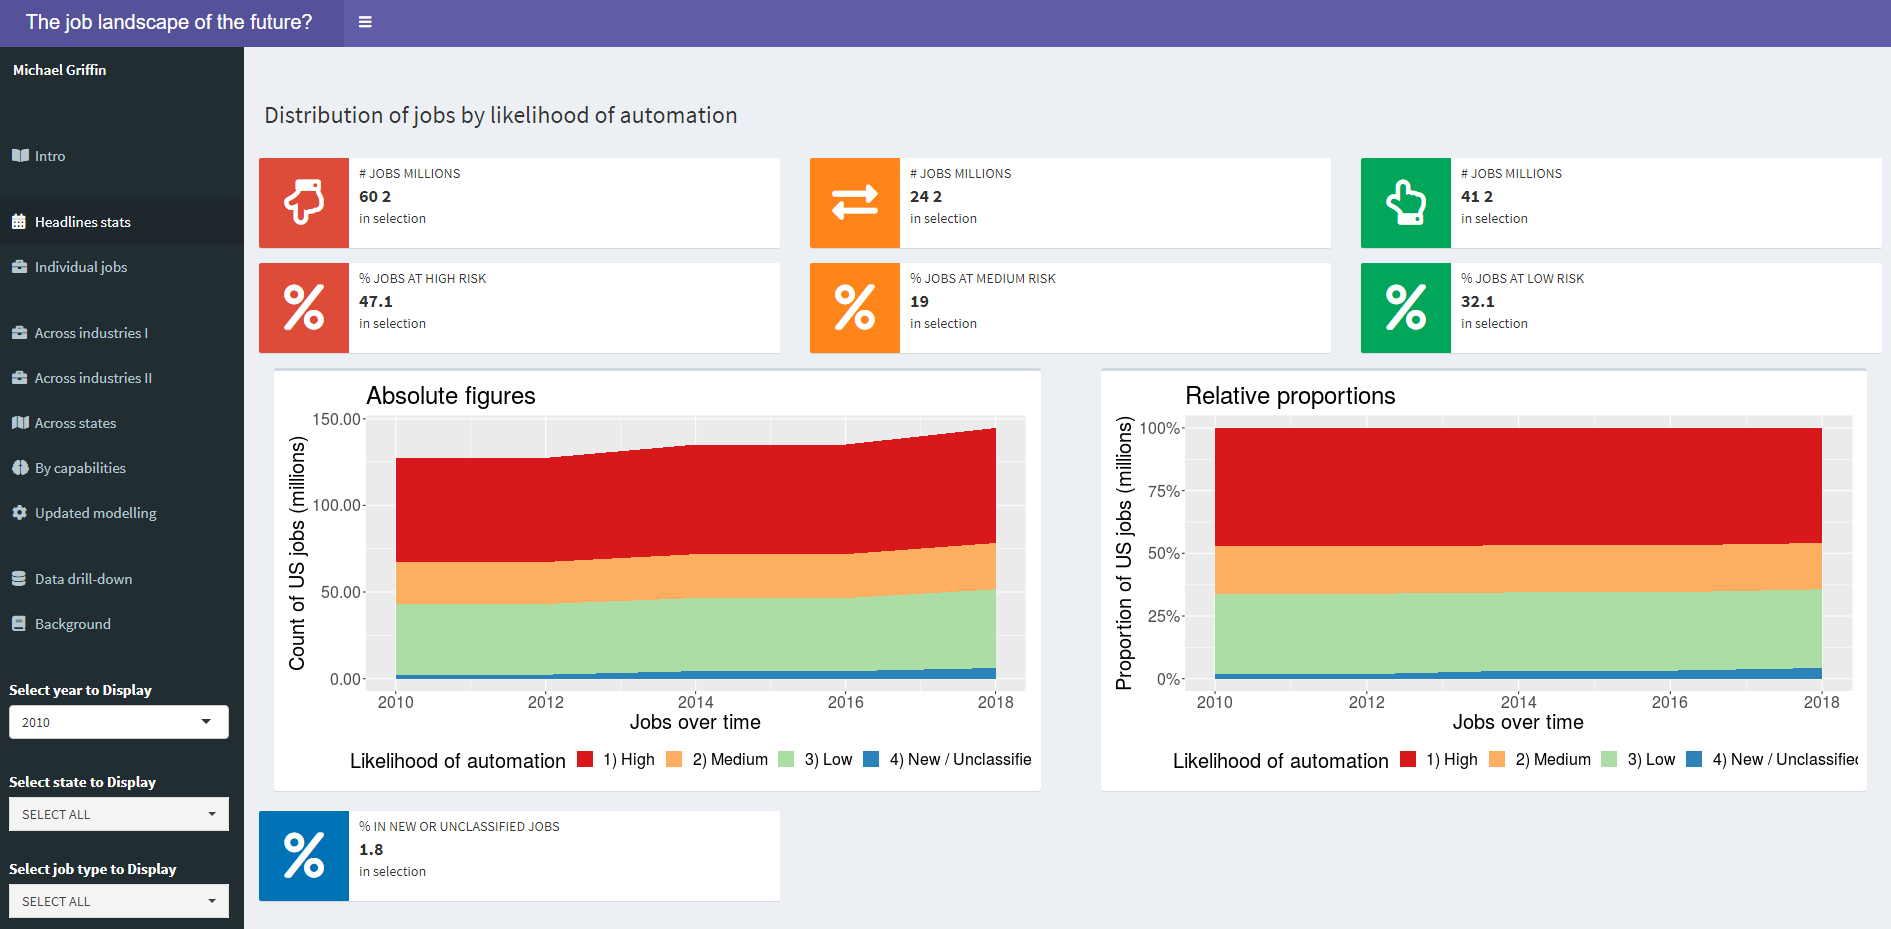 The job landscape of the future?
Michael Griffin
Intro
Headlines stats
Individual jobs
Across industries I
Across industries II
Across states
By capabilities
Updated modelling
Data drill-down
Background
Select year to Display
2010
Select state to Display
SELECT ALL
Select job type to Display
SELECT ALL
Distribution of jobs by likelihood of automation
# JOBS MILLIONS
60 2
in selection
# JOBS MILLIONS
24 2
in selection
# JOBS MILLIONS
41 2
in selection
% JOBS AT HIGH RISK
47.1
in selection
% JOBS AT MEDIUM RISK
19
in selection
% JOBS AT LOW RISK
32.1
in selection
Absolute figures
Count of US jobs (millions)
150.00
100.00
50.00
0.00
2010 2012 2014 2016 2018
Jobs over time
Likelihood of automation 1) High 2) Medium 3) Low 4) New / Unclassifie
Relative proportions
Proportion of US jobs (millions)
100%
75%
50%
25%
0%
2010 2012 2014 2016 2018
Jobs over time
Likelihood of automation 1) High 2) Medium 3) Low 4) New / Unclassified
% IN NEW OR UNCLASSIFIED JOBS
1.8
in selection